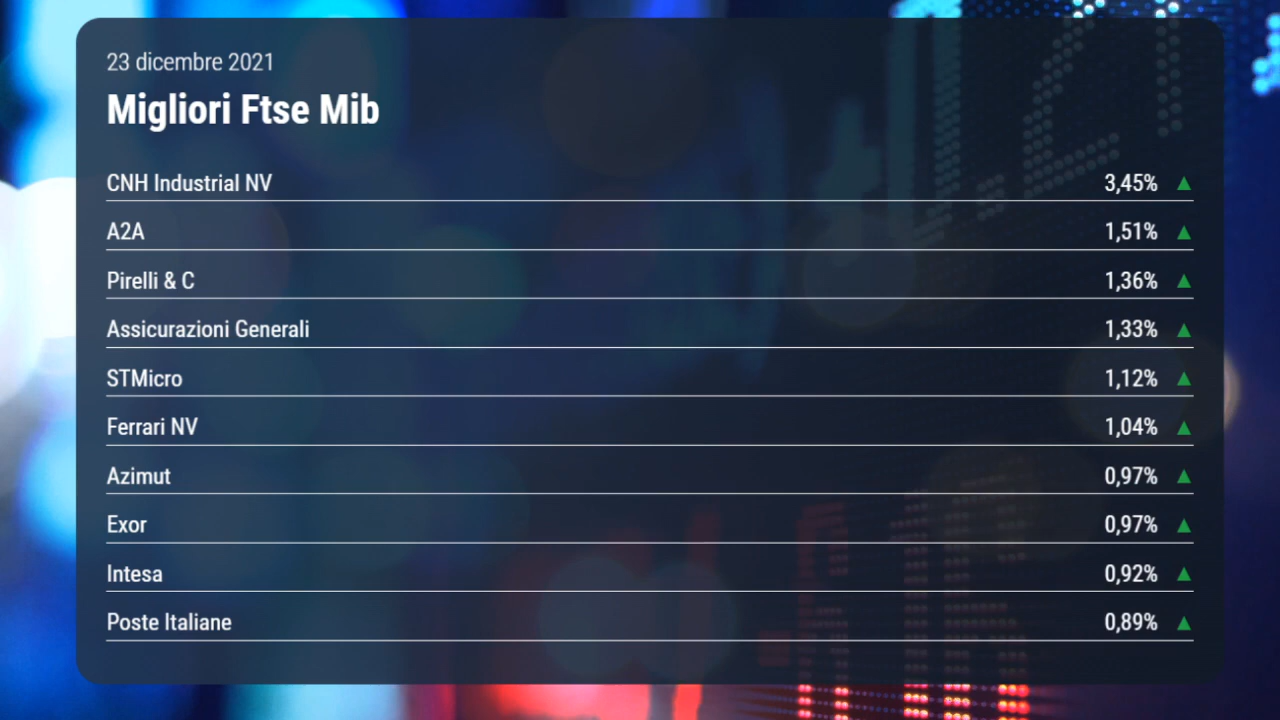 23 dicembre 2021
Migliori Ftse Mib
CNH Industrial NV 3,45% ▲
A2A 1,51% ▲
Pirelli & C 1,36% ▲
Assicurazioni Generali 1,33% ▲
STMicro 1,12% ▲
Ferrari NV 1,04% ▲
Azimut 0,97% ▲
Exor 0,97% ▲
Intesa 0,92% ▲
Poste Italiane 0,89% ▲